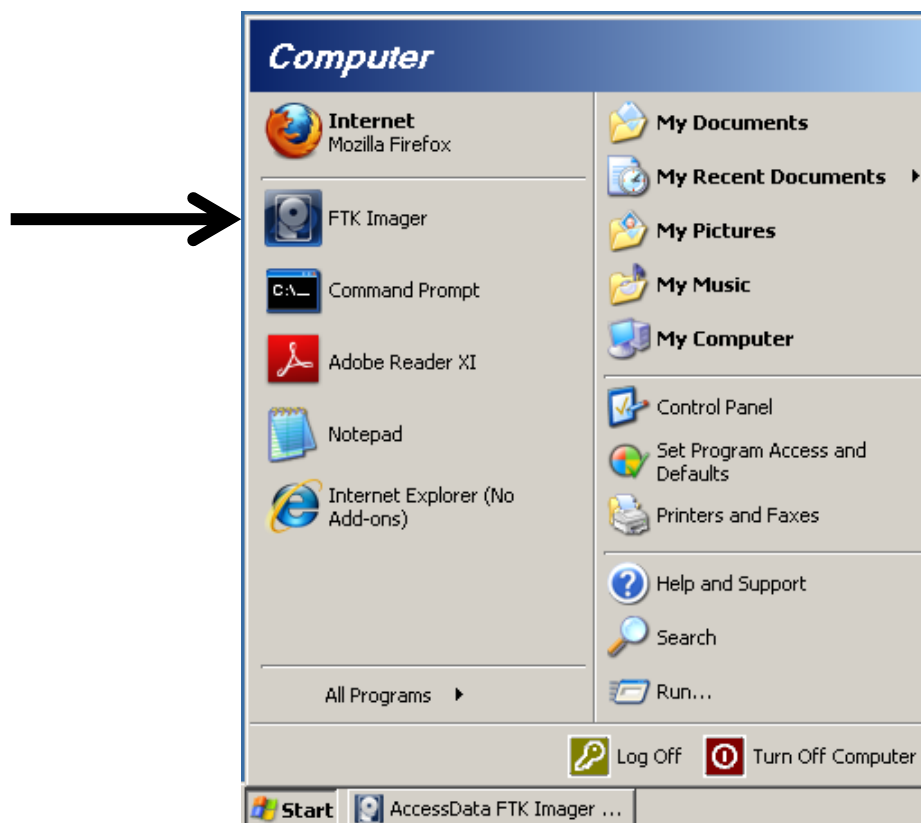 Computer
Internet
Mozilla Firefox
FTK Imager
C:\_
Command Prompt
Adobe Reader XI
Notepad
Internet Explorer (No
Add-ons)
All Programs
My Documents
My Recent Documents
My Pictures
My Music
My Computer
Control Panel
Set Program Access and
Defaults
Printers and Faxes
Help and Support
Search
Run...
Log Off
Turn Off Computer
Start
AccessData FTK Imager ...